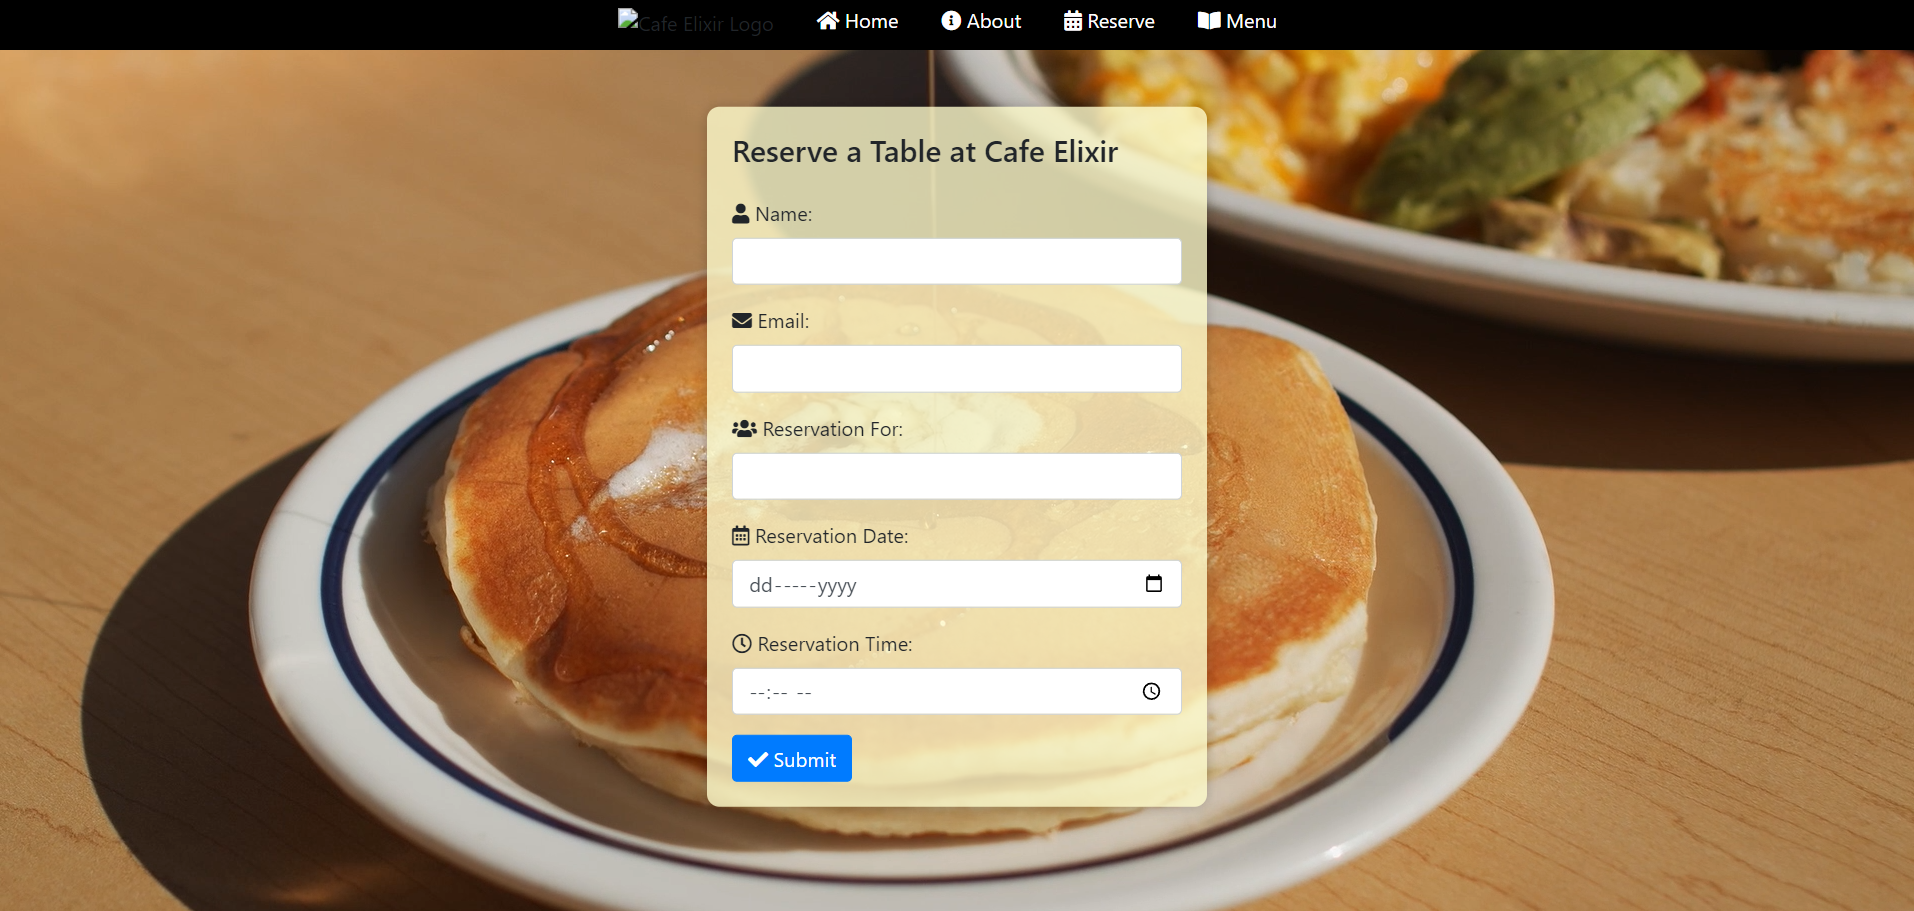 Cafe Elixir Logo Home About Reserve Menu
Reserve a Table at Cafe Elixir
Name:
Email:
Reservation For:
Reservation Date:
dd-----yyyy
Reservation Time:
--:-- --
Submit